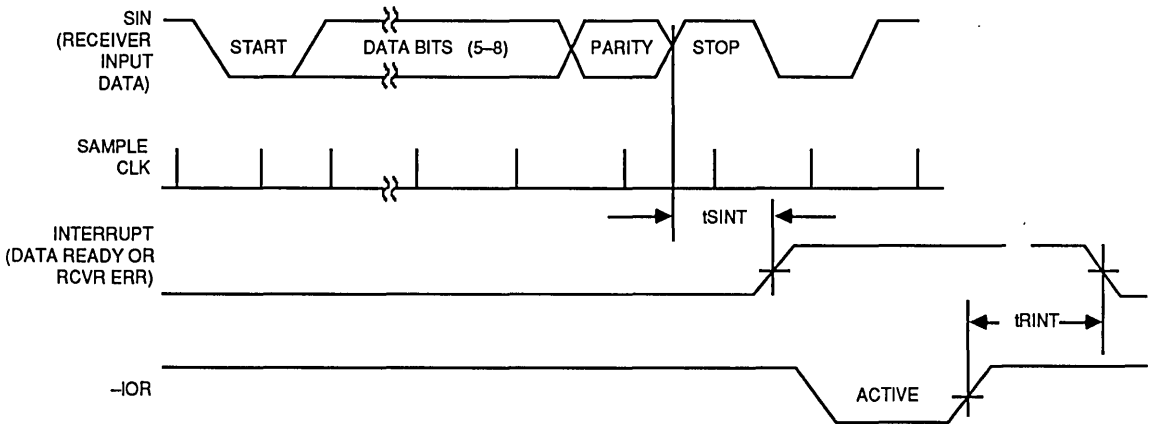 SIN
(RECEIVER
INPUT
DATA)
START
DATA BITS (5–8)
PARITY
STOP
SAMPLE
CLK
tSINT
INTERRUPT
(DATA READY OR
RCVR ERR)
tRINT
–IOR
ACTIVE